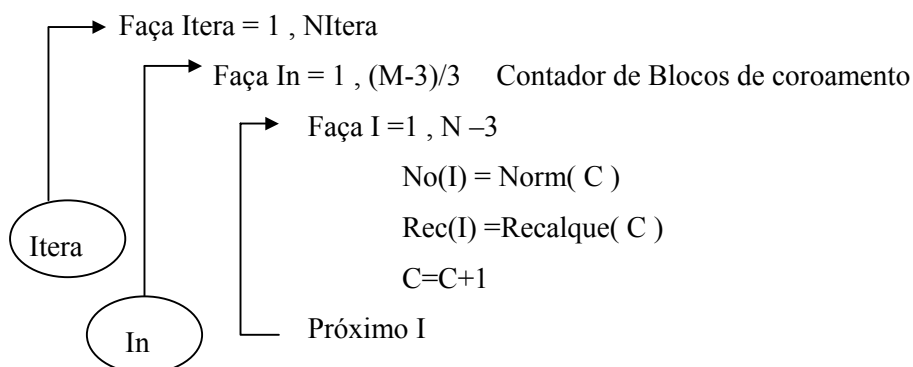 Faça Itera = 1 , NItera
Faça In = 1 , (M-3)/3 Contador de Blocos de coroamento
Faça I =1 , N –3
No(I) = Norm( C )
Rec(I) =Recalque( C )
C=C+1
Próximo I
Itera
In